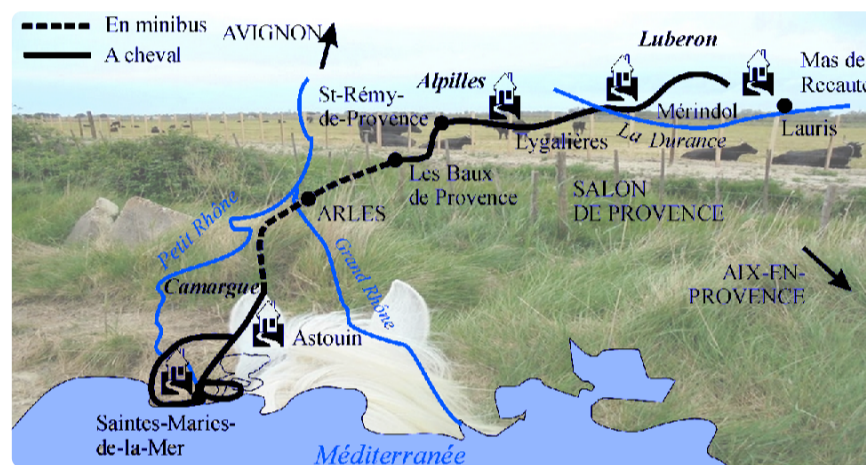 En minibus
A cheval
AVIGNON
Luberon
Alpilles
Mas de
Recaute
St-Rémy-
de-Provence
Mérindol
Lauris
Eygalières
La Durance
Les Baux
de Provence
SALON
DE PROVENCE
ARLES
Petit Rhône
Grand Rhône
AIX-EN-
PROVENCE
Camargue
Astouin
Saintes-Maries-
de-la-Mer
Méditerranée